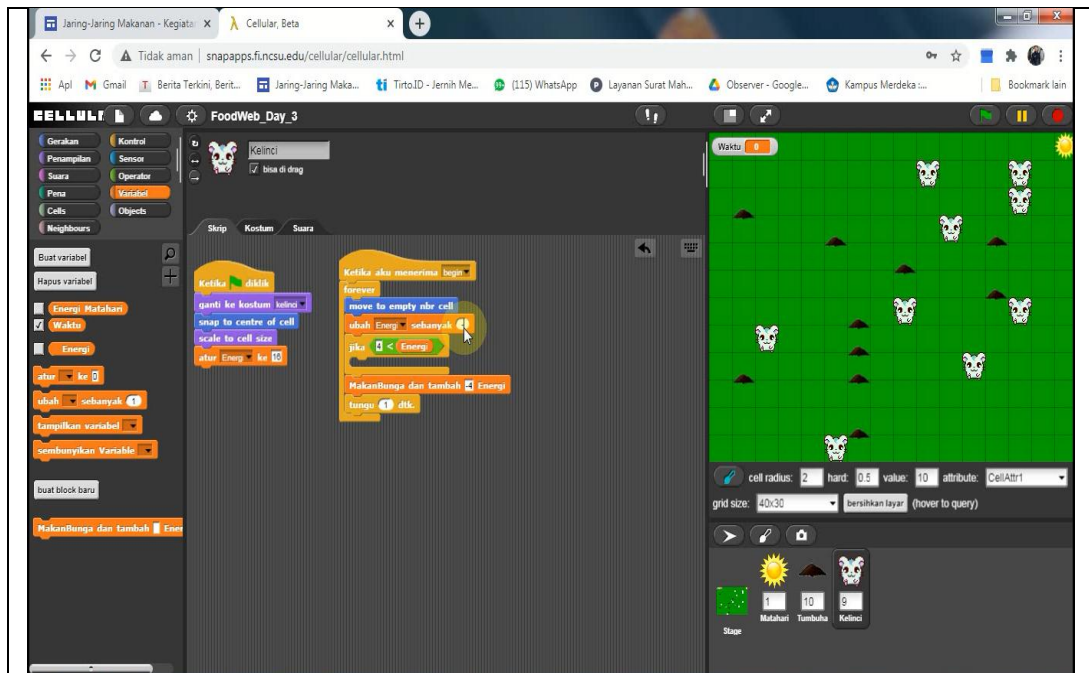 Jaring-Jaring Makanan - Kegiata
Cellular, Beta
Tidak aman | snapapps.fi.ncsu.edu/cellular/cellular.html
Apl
Gmail
Berita Terkini, Berit...
Jaring-Jaring Maka...
Tirto.ID - Jernih Me...
(115) WhatsApp
Layanan Surat Mah...
Observer - Google...
Kampus Merdeka :...
Bookmark lain
FoodWeb_Day_3
Gerakan
Kontrol
Penampilan
Sensor
Suara
Operator
Pena
Variabel
Cells
Objects
Neighbours
Buat variabel
Hapus variabel
Energi Matahari
Waktu
Energi
atur ke 0
ubah sebanyak 1
tampilkan variabel
sembunyikan Variable
buat block baru
MakanBunga dan tambah Ener
Kelinci
bisa di drag
Skrip
Kostum
Suara
Ketika diklik
ganti ke kostum kelinci
snap to centre of cell
scale to cell size
atur Energ ke 16
Ketika aku menerima begin
forever
move to empty nbr cell
ubah Energ sebanyak
jika 4 < Energi
MakanBunga dan tambah 4 Energi
tungu 1 dtk.
Waktu 0
cell radius: 2 hard: 0.5 value: 10 attribute: CellAttr1
grid size: 40x30 bersihkan layar (hover to query)
Stage
1
Matahari
10
Tumbuha
9
Kelinci